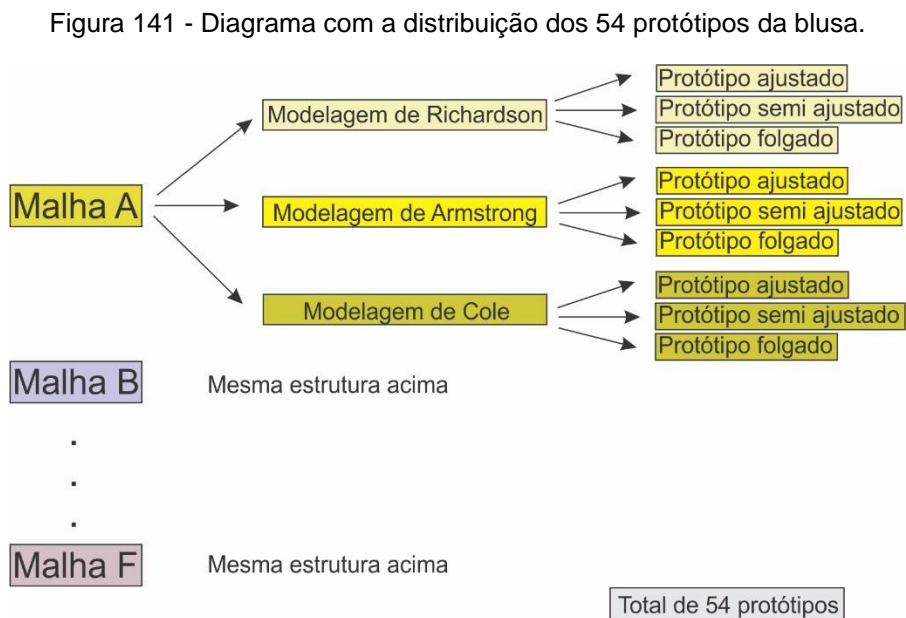 Figura 141 - Diagrama com a distribuição dos 54 protótipos da blusa.
Malha A
Modelagem de Richardson
Protótipo ajustado
Protótipo semi ajustado
Protótipo folgado
Modelagem de Armstrong
Protótipo ajustado
Protótipo semi ajustado
Protótipo folgado
Modelagem de Cole
Protótipo ajustado
Protótipo semi ajustado
Protótipo folgado
Malha B
Mesma estrutura acima
.
.
.
Malha F
Mesma estrutura acima
Total de 54 protótipos